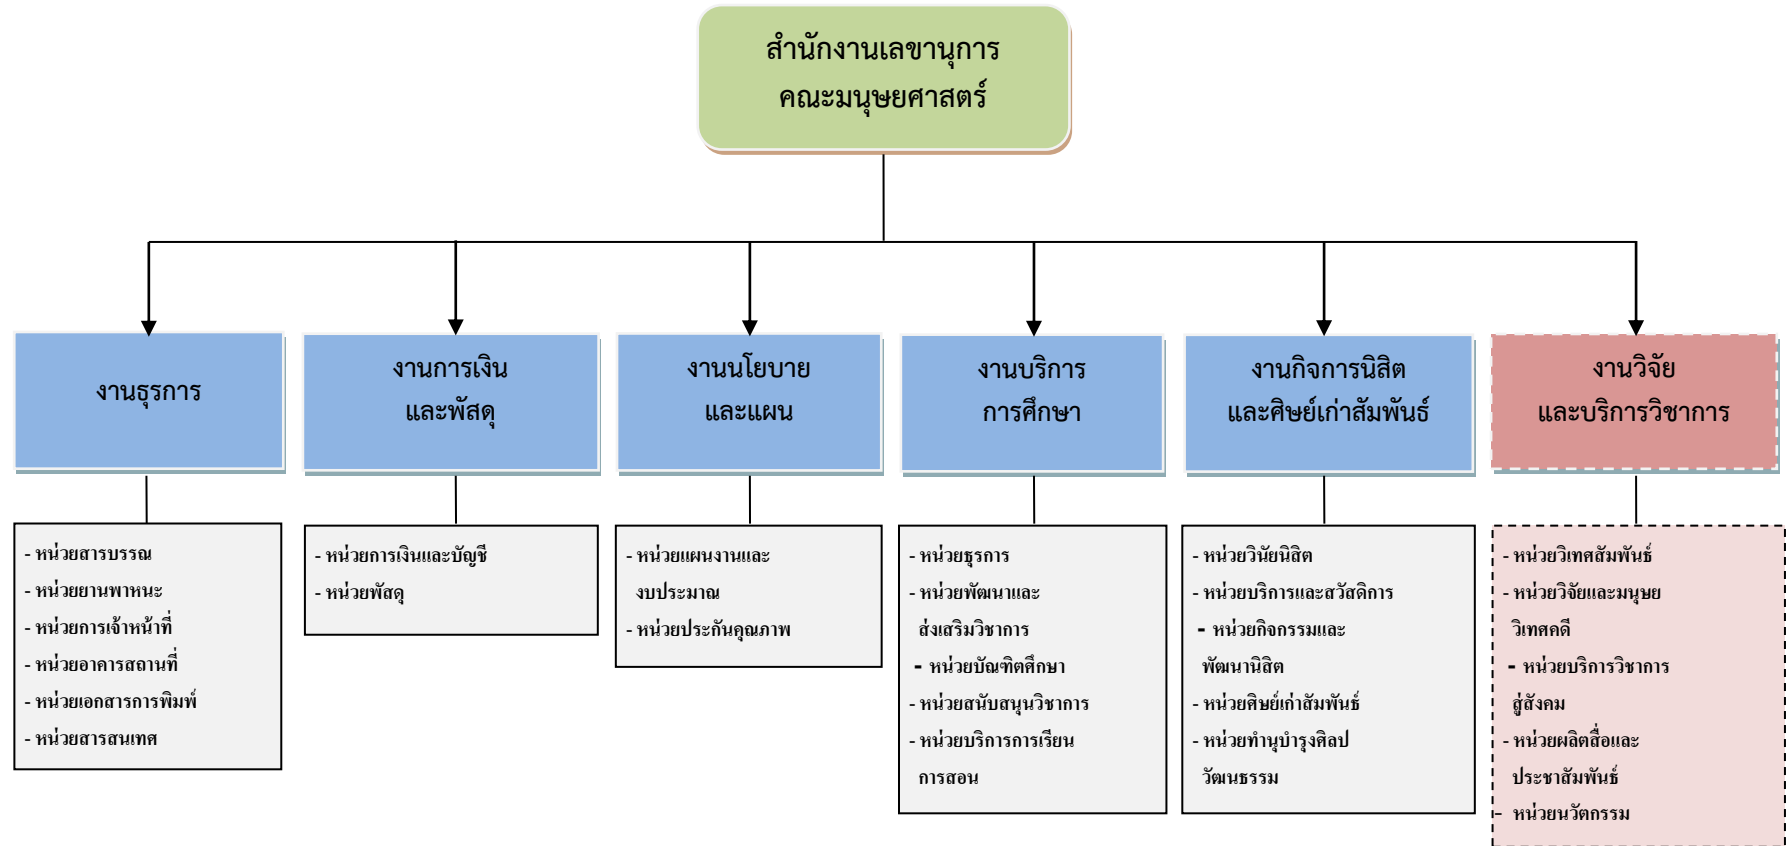 สำนักงานเลขานุการ
คณะมนุษยศาสตร์
งานธุรการ
งานการเงิน
และพัสดุ
งานนโยบาย
และแผน
งานบริการ
การศึกษา
งานกิจการนิสิต
และศิษย์เก่าสัมพันธ์
งานวิจัย
และบริการวิชาการ
- หน่วยสารบรรณ
- หน่วยยานพาหนะ
- หน่วยการเจ้าหน้าที่
- หน่วยอาคารสถานที่
- หน่วยเอกสารการพิมพ์
- หน่วยสารสนเทศ
- หน่วยการเงินและบัญชี
- หน่วยพัสดุ
- หน่วยแผนงานและ
งบประมาณ
- หน่วยประกันคุณภาพ
- หน่วยธุรการ
- หน่วยพัฒนาและ
ส่งเสริมวิชาการ
- หน่วยบัณฑิตศึกษา
- หน่วยสนับสนุนวิชาการ
- หน่วยบริการการเรียน
การสอน
- หน่วยวินัยนิสิต
- หน่วยบริการและสวัสดิการ
- หน่วยกิจกรรมและ
พัฒนานิสิต
- หน่วยศิษย์เก่าสัมพันธ์
- หน่วยทำนุบำรุงศิลป
วัฒนธรรม
- หน่วยวิเทศสัมพันธ์
- หน่วยวิจัยและมนุษย
วิเทศคดี
- หน่วยบริการวิชาการ
สู่สังคม
- หน่วยผลิตสื่อและ
ประชาสัมพันธ์
- หน่วยนวัตกรรม